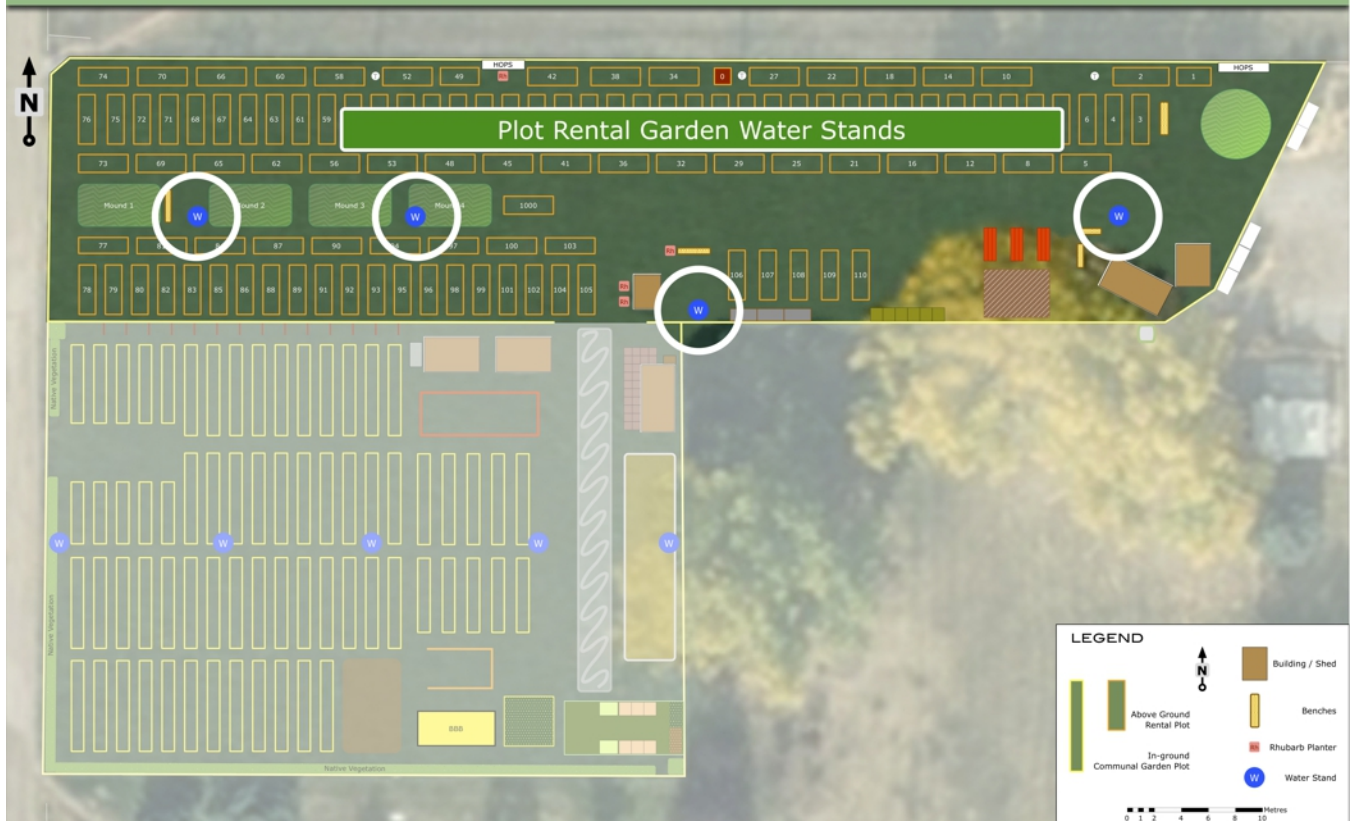 HOPS
HOPS
N
74 70 66 60 58 T 52 49 Rh 42 38 34 0 T 27 22 18 14 10 T 2 1
76 75 72 71 68 67 64 63 61 59 6 4 3
Plot Rental Garden Water Stands
73 69 65 62 56 53 48 45 41 36 32 29 25 21 16 12 8 5
Mound 1 W Mound 2 Mound 3 W 1000 W
77 87 90 97 100 103 Rh
78 79 80 82 83 85 86 88 89 91 92 93 95 96 98 99 101 102 104 105 Rh Rh W 106 107 108 109 110
Native Vegetation
W W W W W
Native Vegetation
BBB
Native Vegetation
LEGEND
N
Building / Shed
Above Ground
Rental Plot
Benches
In-ground
Communal Garden Plot
Rh Rhubarb Planter
W Water Stand
0 1 2 4 6 8 10 Metres